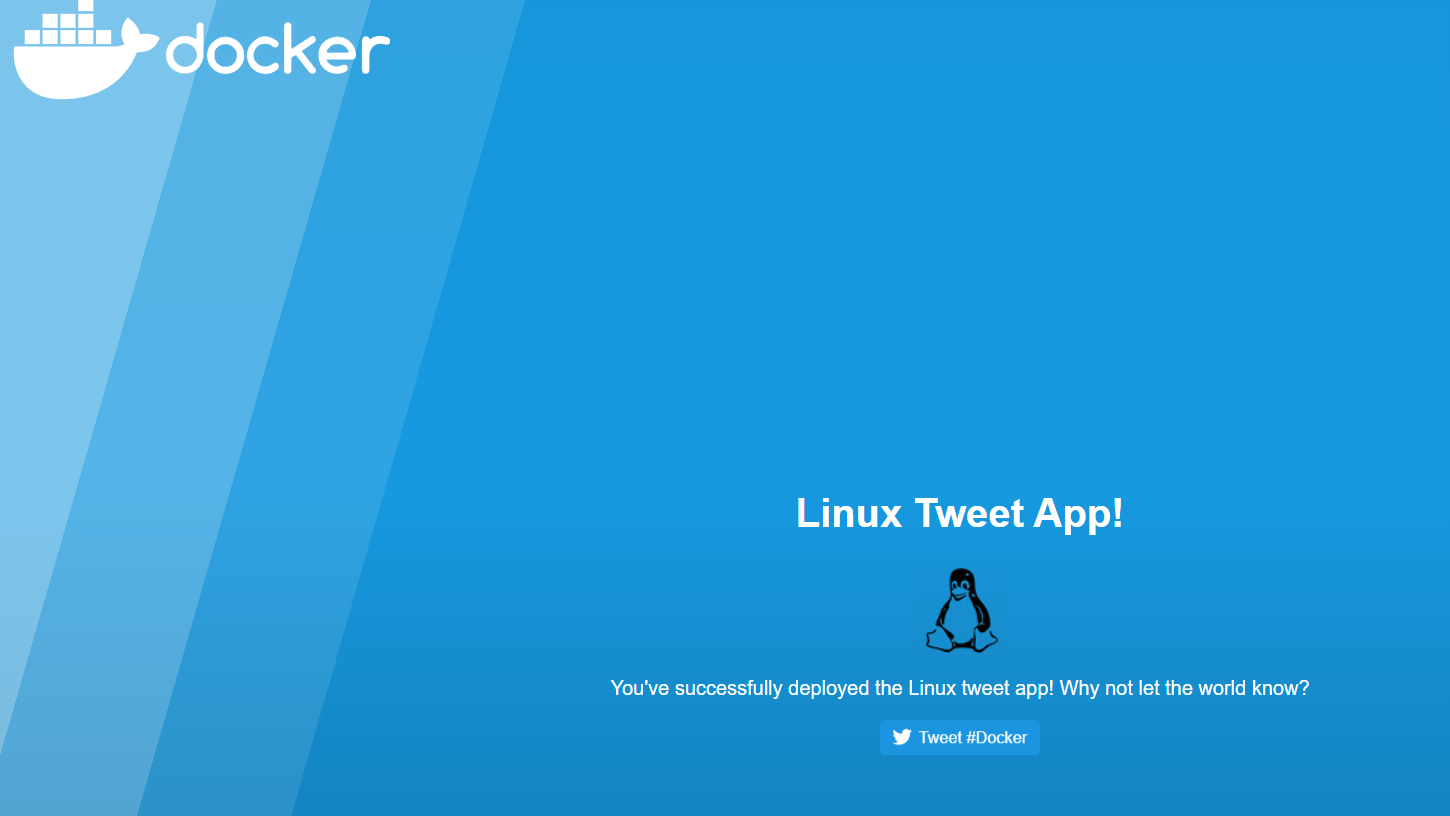 docker
Linux Tweet App!
You've successfully deployed the Linux tweet app! Why not let the world know?
Tweet #Docker